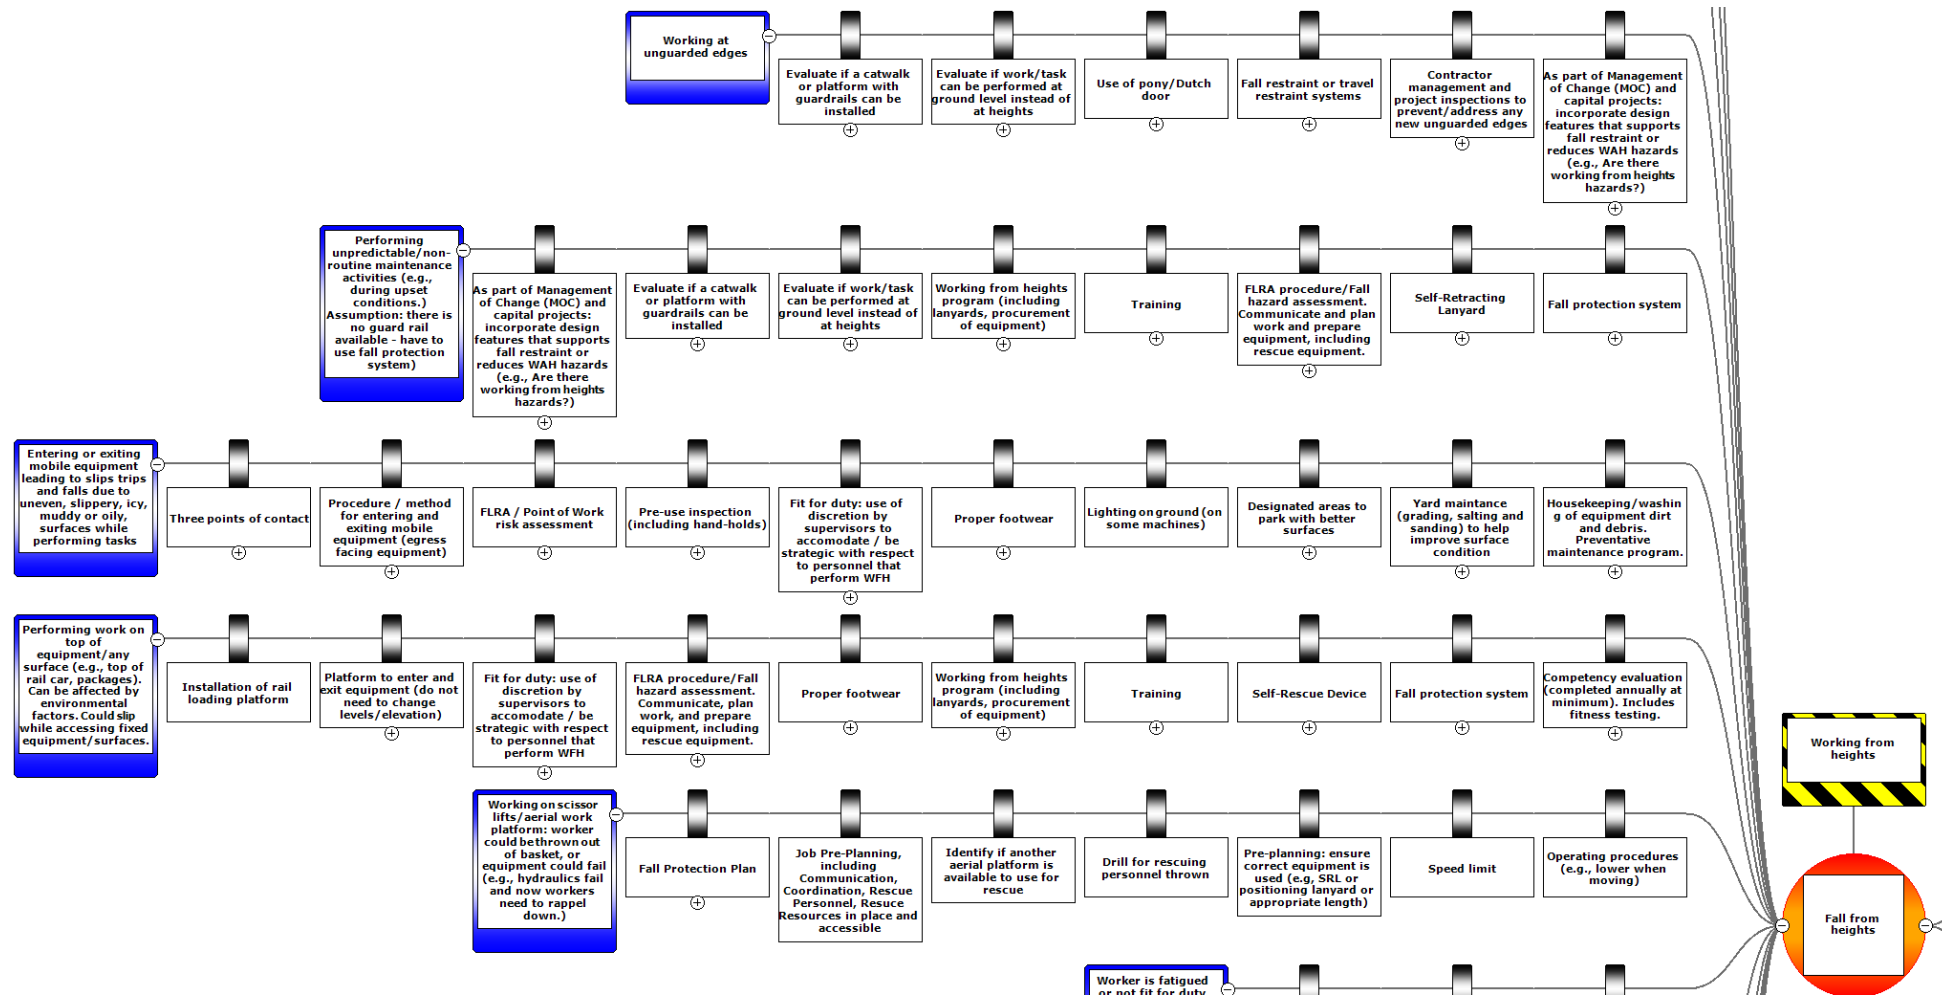 Working at
unguarded edges
Evaluate if a catwalk
or platform with
guardrails can be
installed
Evaluate if work/task
can be performed at
ground level instead of
at heights
Use of pony/Dutch
door
Fall restraint or travel
restraint systems
Contractor
management and
project inspections to
prevent/address any
new unguarded edges
As part of Management
of Change (MOC) and
capital projects:
incorporate design
features that supports
fall restraint or
reduces WAH hazards
(e.g., Are there
working from heights
hazards?)
Performing
unpredictable/non-
routine maintenance
activities (e.g.,
during upset
conditions.)
Assumption: there is
no guard rail
available - have to
use fall protection
system)
As part of Management
of Change (MOC) and
capital projects:
incorporate design
features that supports
fall restraint or
reduces WAH hazards
(e.g., Are there
working from heights
hazards?)
Evaluate if a catwalk
or platform with
guardrails can be
installed
Evaluate if work/task
can be performed at
ground level instead of
at heights
Working from heights
program (including
lanyards, procurement
of equipment)
Training
FLRA procedure/Fall
hazard assessment.
Communicate and plan
work and prepare
equipment, including
rescue equipment.
Self-Retracting
Lanyard
Fall protection system
Entering or exiting
mobile equipment
leading to slips trips
and falls due to
uneven, slippery, icy,
muddy or oily,
surfaces while
performing tasks
Three points of contact
Procedure / method
for entering and
exiting mobile
equipment (egress
facing equipment)
FLRA / Point of Work
risk assessment
Pre-use inspection
(including hand-holds)
Fit for duty: use of
discretion by
supervisors to
accomodate / be
strategic with respect
to personnel that
perform WFH
Proper footwear
Lighting on ground (on
some machines)
Designated areas to
park with better
surfaces
Yard maintance
(grading, salting and
sanding) to help
improve surface
condition
Housekeeping/washin
g of equipment dirt
and debris.
Preventative
maintenance program.
Performing work on
top of
equipment/any
surface (e.g., top of
rail car, packages).
Can be affected by
environmental
factors. Could slip
while accessing fixed
equipment/surfaces.
Installation of rail
loading platform
Platform to enter and
exit equipment (do not
need to change
levels/elevation)
Fit for duty: use of
discretion by
supervisors to
accomodate / be
strategic with respect
to personnel that
perform WFH
FLRA procedure/Fall
hazard assessment.
Communicate, plan
work, and prepare
equipment, including
rescue equipment.
Proper footwear
Working from heights
program (including
lanyards, procurement
of equipment)
Training
Self-Rescue Device
Fall protection system
Competency evaluation
(completed annually at
minimum). Includes
fitness testing.
Working from
heights
Working on scissor
lifts/aerial work
platform: worker
could be thrown out
of basket, or
equipment could fail
(e.g., hydraulics fail
and now workers
need to rappel
down.)
Fall Protection Plan
Job Pre-Planning,
including
Communication,
Coordination, Rescue
Personnel, Resuce
Resources in place and
accessible
Identify if another
aerial platform is
available to use for
rescue
Drill for rescuing
personnel thrown
Pre-planning: ensure
correct equipment is
used (e.g, SRL or
positioning lanyard or
appropriate length)
Speed limit
Operating procedures
(e.g., lower when
moving)
Fall from
heights
Worker is fatigued
or not fit for duty